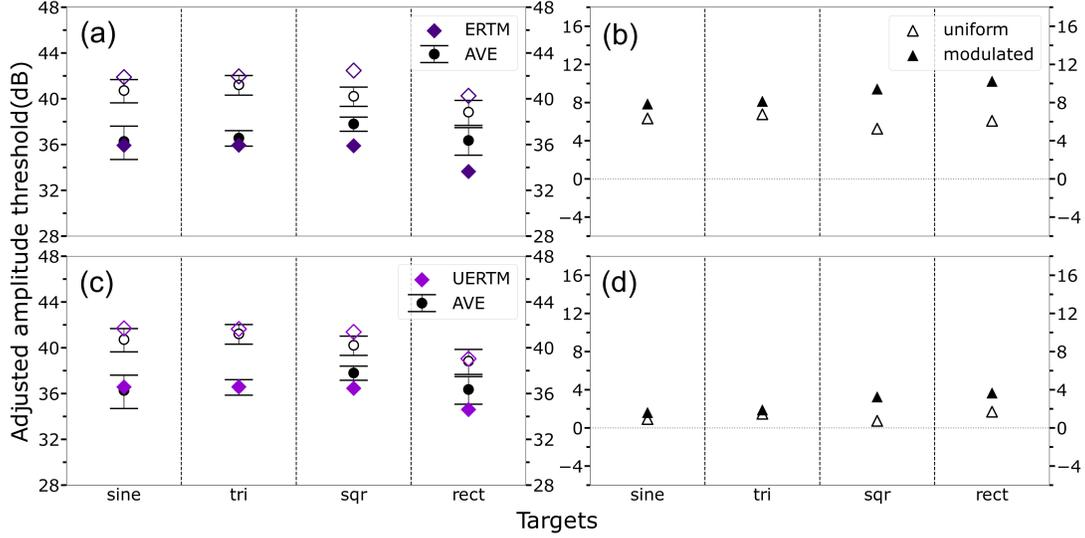 (a)
ERTM
AVE
48
44
40
36
32
28
48
44
40
36
32
28
(b)
uniform
modulated
16
12
8
4
0
−4
16
12
8
4
0
−4
Adjusted amplitude threshold(dB)
(c)
UERTM
AVE
48
44
40
36
32
28
48
44
40
36
32
28
sine
tri
sqr
rect
(d)
16
12
8
4
0
−4
16
12
8
4
0
−4
sine
tri
sqr
rect
Targets